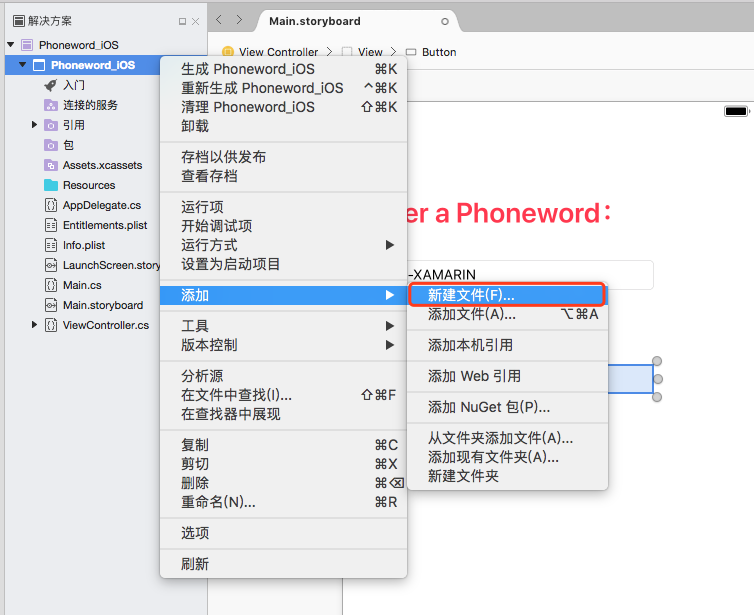 解决方案
Main.storyboard
Phoneword_iOS
View Controller
View
Button
Phoneword_iOS
入门
连接的服务
引用
包
Assets.xcassets
Resources
AppDelegate.cs
Entitlements.plist
Info.plist
LaunchScreen.story
Main.cs
Main.storyboard
ViewController.cs
生成 Phoneword_iOS ⌘K
重新生成 Phoneword_iOS ^⌘K
清理 Phoneword_iOS ⇧⌘K
卸载
存档以供发布
查看存档
运行项
开始调试项
运行方式
设置为启动项目
添加
工具
版本控制
分析源
在文件中查找(I)... ⇧⌘F
在查找器中展现
复制 ⌘C
剪切 ⌘X
删除 ⌘⌫
重命名(N)... ⌘R
选项
刷新
er a Phoneword：
-XAMARIN
新建文件(F)...
添加文件(A)... ⌥⌘A
添加本机引用
添加 Web 引用
添加 NuGet 包(P)...
从文件夹添加文件(A)...
添加现有文件夹(A)...
新建文件夹